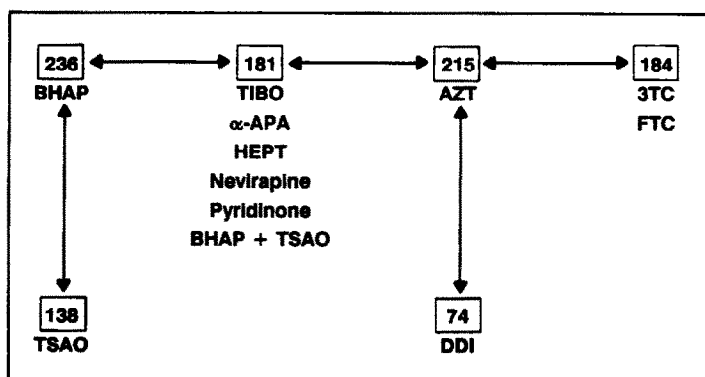 236 181 215 184
BHAP TIBO AZT 3TC
α-APA FTC
HEPT
Nevirapine
Pyridinone
BHAP + TSAO
138 74
TSAO DDI